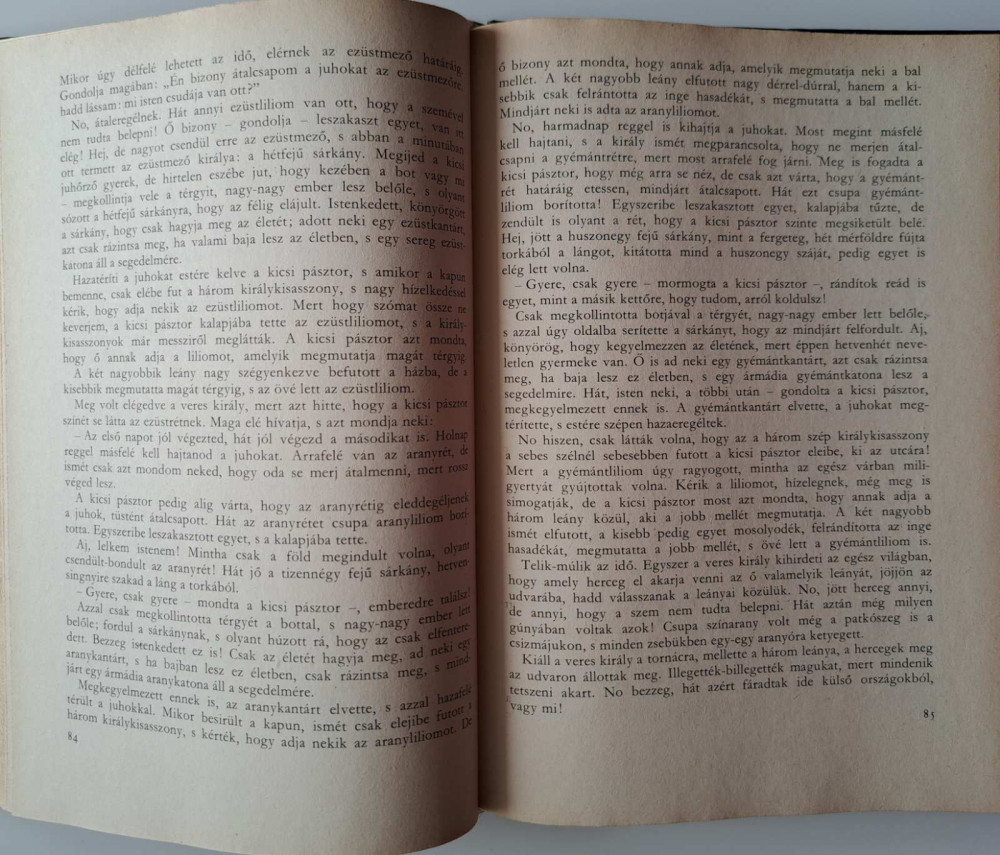 Mikor úgy délfelé lehetett az idő, elérnek az ezüstmező határáig.
Gondolja magában: „Én bizony átalcsapom a juhokat az ezüstmezőre,
hadd lássam: mi isten csudája van ott?”
No, átaleregélnek. Hát annyi ezüstliliom van ott, hogy a szemével
nem tudta belepni! Ő bizony – gondolja – leszakaszt egyet, van itt
elég! Hej, de nagyot csendül erre az ezüstmező, s abban a minutában
ott termett az ezüstmező királya: a hétfejű sárkány. Megijed a kicsi
juhőrző gyerek, de hirtelen eszébe jut, hogy kezében a bot vagy mi
– megkollintja vele a térgyit, nagy-nagy ember lesz belőle, s olyant
sózott a hétfejű sárkányra, hogy az félig elájult. Istenkedett, könyörgött
a sárkány, hogy csak hagyja meg az életét; adott neki egy ezüstkantárt,
azt csak rázintsa meg, ha valami baja lesz az életben, s egy sereg ezüst-
katona áll a segedelmére.
Hazatéríti a juhokat estére kelve a kicsi pásztor, s amikor a kapun
bemenne, csak elébe fut a három királykisasszony, s nagy hízelkedéssel
kérik, hogy adja nekik az ezüstliliomot. Mert hogy szómat össze ne
keverjem, a kicsi pásztor kalapjába tette az ezüstliliomot, s a király-
kisasszonyok már messziről meglátták. A kicsi pásztor azt mondta,
hogy ő annak adja a liliomot, amelyik megmutatja magát térgyig.
A két nagyobbik leány nagy szégyenkezve befutott a házba, de a
kisebbik megmutatta magát térgyig, s az övé lett az ezüstliliom.
Meg volt elégedve a veres király, mert azt hitte, hogy a kicsi pásztor
színét se látta az ezüstrétnek. Maga elé hívatja, s azt mondja neki:
– Az első napot jól végezted, hát jól végezd a másodikat is. Holnap
reggel másfelé kell hajtanod a juhokat. Arrafelé van az aranyrét, de
ismét csak azt mondom neked, hogy oda se merj átalmenni, mert rossz
véged lesz.
A kicsi pásztor pedig alig várta, hogy az aranyrétig eleddegéljenek
a juhok, tüstént átalcsapott. Hát az aranyrétet csupa aranyliliom borí-
totta. Egyszeribe leszakasztott egyet, s a kalapjába tette.
Aj, lelkem istenem! Mintha csak a föld megindult volna, olyant
csendült-bondult az aranyrét! Hát jő a tizennégy fejű sárkány, hetven-
singnyire szakad a láng a torkából.
– Gyere, csak gyere – mondta a kicsi pásztor –, emberedre találsz!
Azzal csak megkollintotta térgyét a bottal, s nagy-nagy ember lett
belőle; fordul a sárkánynak, s olyant húzott rá, hogy az csak elfentere-
dett. Bezzeg istenkedett ez is! Csak az életét hagyja meg, ad neki egy
aranykantárt, s ha bajban lesz ez életben, csak rázintsa meg, s mind-
járt egy ármádia aranykatona áll a segedelmére.
Megkegyelmezett ennek is, az aranykantárt elvette, s azzal hazafelé
térült a juhokkal. Mikor besirült a kapun, ismét csak elejibe futott a
három királykisasszony, s kérték, hogy adja nekik az aranyliliomot. De
84
ő bizony azt mondta, hogy annak adja, amelyik megmutatja neki a bal
mellét. A két nagyobb leány elfutott nagy dérrel-dúrral, hanem a ki-
sebbik csak felrántotta az inge hasadékát, s megmutatta a bal mellét.
Mindjárt neki is adta az aranyliliomot.
No, harmadnap reggel is kihajtja a juhokat. Most megint másfelé
kell hajtani, s a király ismét megparancsolta, hogy ne merjen átal-
csapni a gyémántrétre, mert most arrafelé fog járni. Meg is fogadta a
kicsi pásztor, hogy még arra se néz, de csak azt várta, hogy a gyémánt-
rét határáig etessen, mindjárt átalcsapott. Hát ezt csupa gyémánt-
liliom borította! Egyszeribe leszakasztott egyet, kalapjába tűzte, de
zendült is olyant a rét, hogy a kicsi pásztor szinte megsiketült belé.
Hej, jött a huszonegy fejű sárkány, mint a fergeteg, hét mérföldre fújta
torkából a lángot, kitátotta mind a huszonegy száját, pedig egyet is
elég lett volna.
– Gyere, csak gyere – mormogta a kicsi pásztor –, rándítok reád is
egyet, mint a másik kettőre, hogy tudom, arról koldulsz!
Csak megkollintotta botjával a térgyét, nagy-nagy ember lett belőle,
s azzal úgy oldalba serítette a sárkányt, hogy az mindjárt felfordult. Aj,
könyörög, hogy kegyelmezzen az életének, mert éppen hetvenhét neve-
letlen gyermeke van. Ő is ad neki egy gyémántkantárt, azt csak rázintsa
meg, ha baja lesz ez életben, s egy ármádia gyémántkatona lesz a
segedelmire. Hát, isten neki, a többi után – gondolta a kicsi pásztor,
megkegyelmezett ennek is. A gyémántkantárt elvette, a juhokat meg-
térítette, s estére szépen hazaeregéltek.
No hiszen, csak látták volna, hogy az a három szép királykisasszony
a sebes szélnél sebesebben futott a kicsi pásztor eleibe, ki az utcára!
Mert a gyémántliliom úgy ragyogott, mintha az egész várban mili-
gyertyát gyújtottak volna. Kérik a liliomot, hízelegnek, még meg is
simogatják, de a kicsi pásztor most azt mondta, hogy annak adja a
három leány közül, aki a jobb mellét megmutatja. A két nagyobb
ismét elfutott, a kisebb pedig egyet mosolyodék, felrándította az inge
hasadékát, megmutatta a jobb mellét, s övé lett a gyémántliliom is.
Telik-múlik az idő. Egyszer a veres király kihirdeti az egész világban,
hogy amely herceg el akarja venni az ő valamelyik leányát, jöjjön az
udvarába, hadd válasszanak a leányai közülük. No, jött herceg annyi,
de annyi, hogy a szem nem tudta belepni. Hát aztán még milyen
gúnyában voltak azok! Csupa színarany volt még a patkószeg is a
csizmájukon, s minden zsebükben egy-egy aranyóra ketyegett.
Kiáll a veres király a tornácra, mellette a három leánya, a hercegek meg
az udvaron állottak meg. Illegették-billegették magukat, mert mindenik
tetszeni akart. No bezzeg, hát azért fáradtak ide külső országokból,
vagy mi!
85